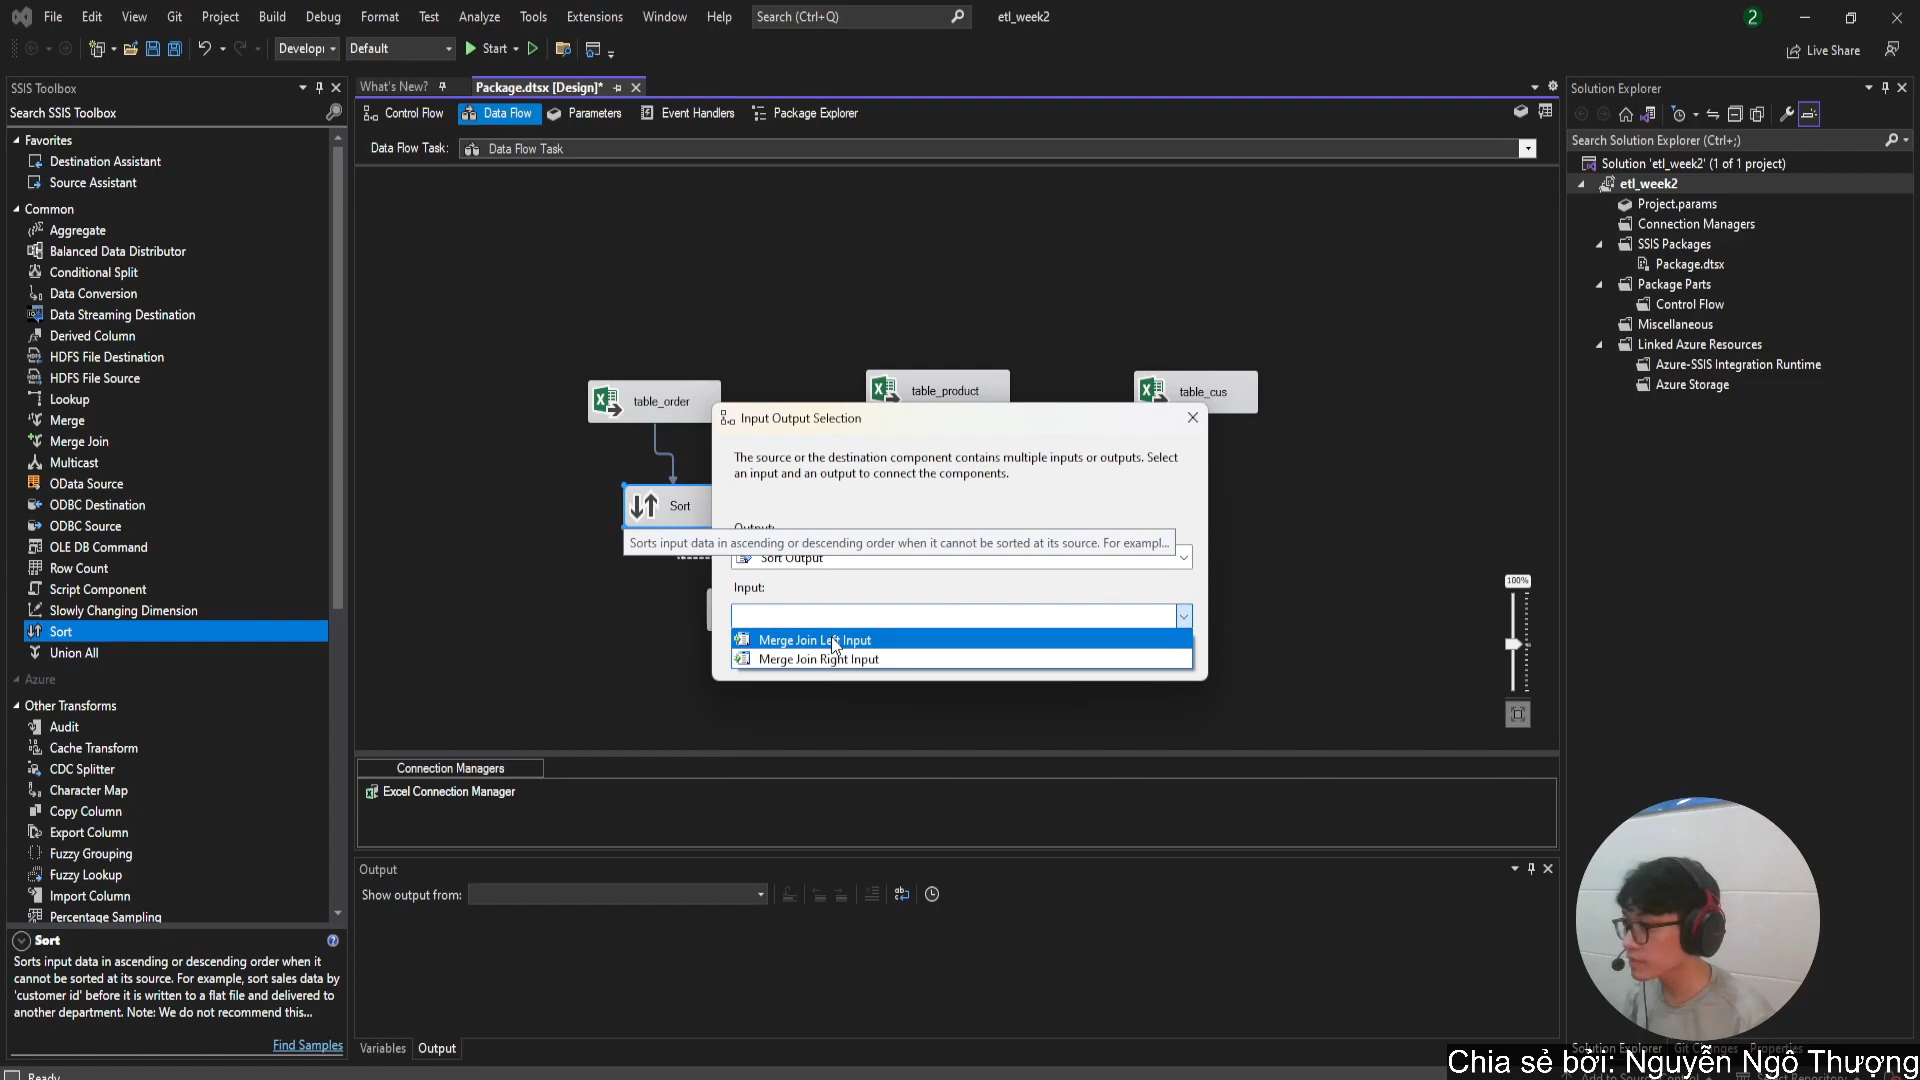 File Edit View Git Project Build Debug Format Test Analyze Tools Extensions Window Help Search (Ctrl+Q) etl_week2 2
Developi Default Start Live Share
SSIS Toolbox
Search SSIS Toolbox
Favorites
Destination Assistant
Source Assistant
Common
Aggregate
Balanced Data Distributor
Conditional Split
Data Conversion
Data Streaming Destination
Derived Column
HDFS File Destination
HDFS File Source
Lookup
Merge
Merge Join
Multicast
OData Source
ODBC Destination
ODBC Source
OLE DB Command
Row Count
Script Component
Slowly Changing Dimension
Sort
Union All
Azure
Other Transforms
Audit
Cache Transform
CDC Splitter
Character Map
Copy Column
Export Column
Fuzzy Grouping
Fuzzy Lookup
Import Column
Percentage Sampling
Sort
Sorts input data in ascending or descending order when it
cannot be sorted at its source. For example, sort sales data by
'customer id' before it is written to a flat file and delivered to
another department. Note: We do not recommend this...
Find Samples
Ready
What's New? Package.dtsx [Design]*
Control Flow Data Flow Parameters Event Handlers Package Explorer
Data Flow Task: Data Flow Task
table_order table_product table_cus
Sort
Input Output Selection
The source or the destination component contains multiple inputs or outputs. Select
an input and an output to connect the components.
Output:
Sorts input data in ascending or descending order when it cannot be sorted at its source. For exampl...
Sort Output
Input:
Merge Join Left Input
Merge Join Right Input
100%
Connection Managers
Excel Connection Manager
Output
Show output from:
Variables Output
Solution Explorer
Search Solution Explorer (Ctrl+;)
Solution 'etl_week2' (1 of 1 project)
etl_week2
Project.params
Connection Managers
SSIS Packages
Package.dtsx
Package Parts
Control Flow
Miscellaneous
Linked Azure Resources
Azure-SSIS Integration Runtime
Azure Storage
Solution Explorer Git Changes Properties
Chia sẻ bởi: Nguyễn Ngô Thượng